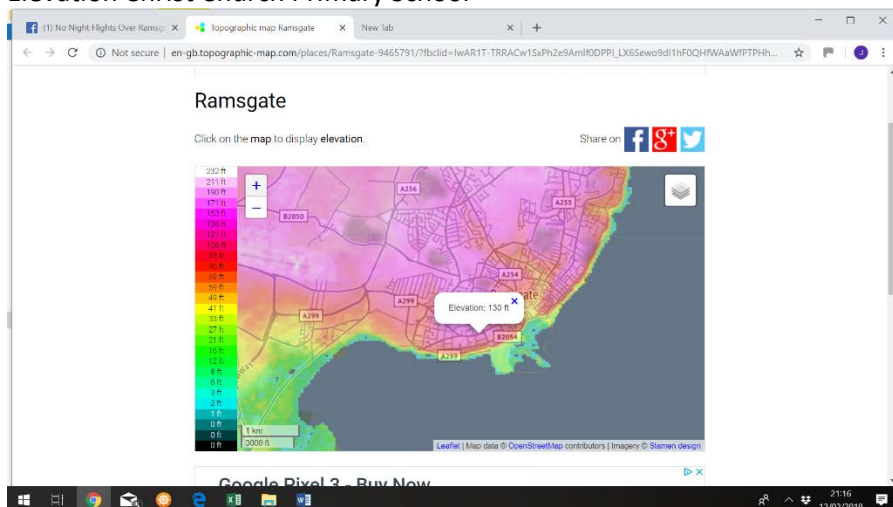 Elevation Christ Church Primary School
(1) No Night Flights Over Ramsg
Topographic map Ramsgate
New Tab
Not secure | en-gb.topographic-map.com/places/Ramsgate-9465791/?fbclid=
Ramsgate
Click on the map to display elevation.
Share on
232 ft
211 ft
190 ft
171 ft
153 ft
136 ft
121 ft
106 ft
93 ft
80 ft
69 ft
59 ft
49 ft
41 ft
33 ft
27 ft
21 ft
16 ft
12 ft
8 ft
5 ft
3 ft
2 ft
1 ft
0 ft
0 ft
0 ft
+
−
A256
B2050
A255
A254
ate
Elevation: 130 ft
A299
A299
B2054
A299
1 km
3000 ft
Leaflet | Map data © OpenStreetMap contributors | Imagery © Stamen design
Google Pixel 3 - Buy Now
21:16
12/02/2019